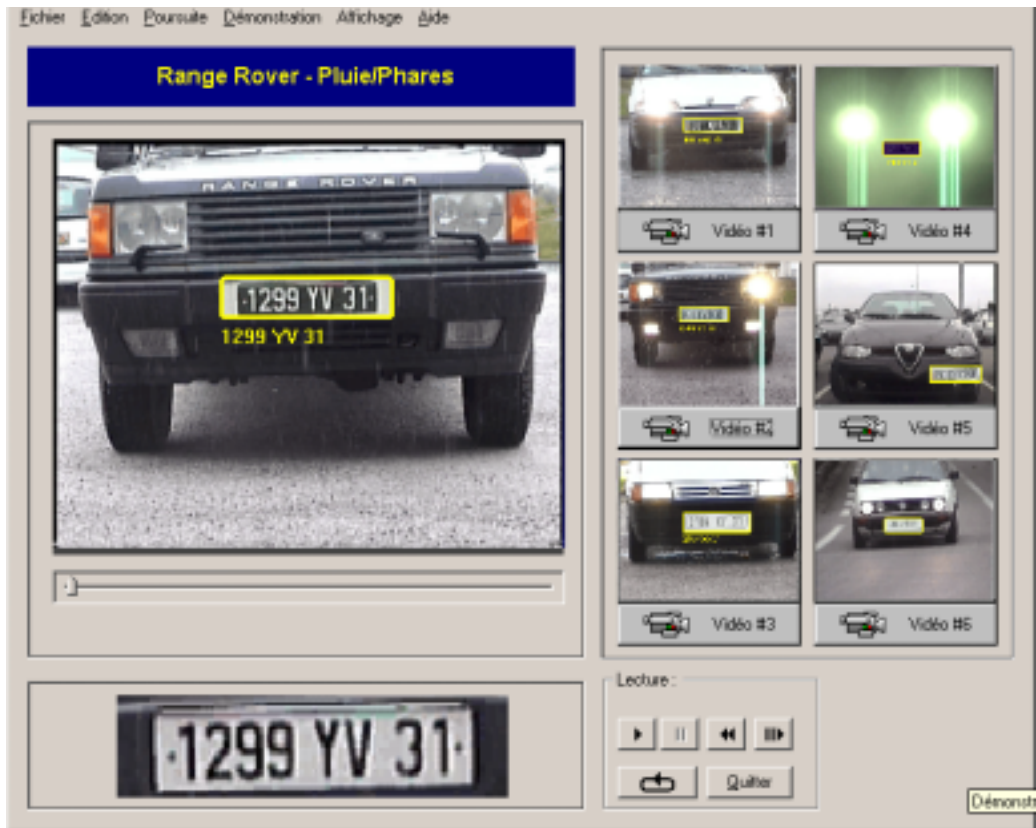 Fichier Edition Poursuite Démonstration Affichage Aide
Range Rover - Pluie/Phares
RANGE ROVER
·1299 YV 31·
1299 YV 31
·1299 YV 31·
Vidéo #1
Vidéo #4
Vidéo #2
Vidéo #5
Vidéo #3
Vidéo #6
Lecture :
Quitter
Démonst